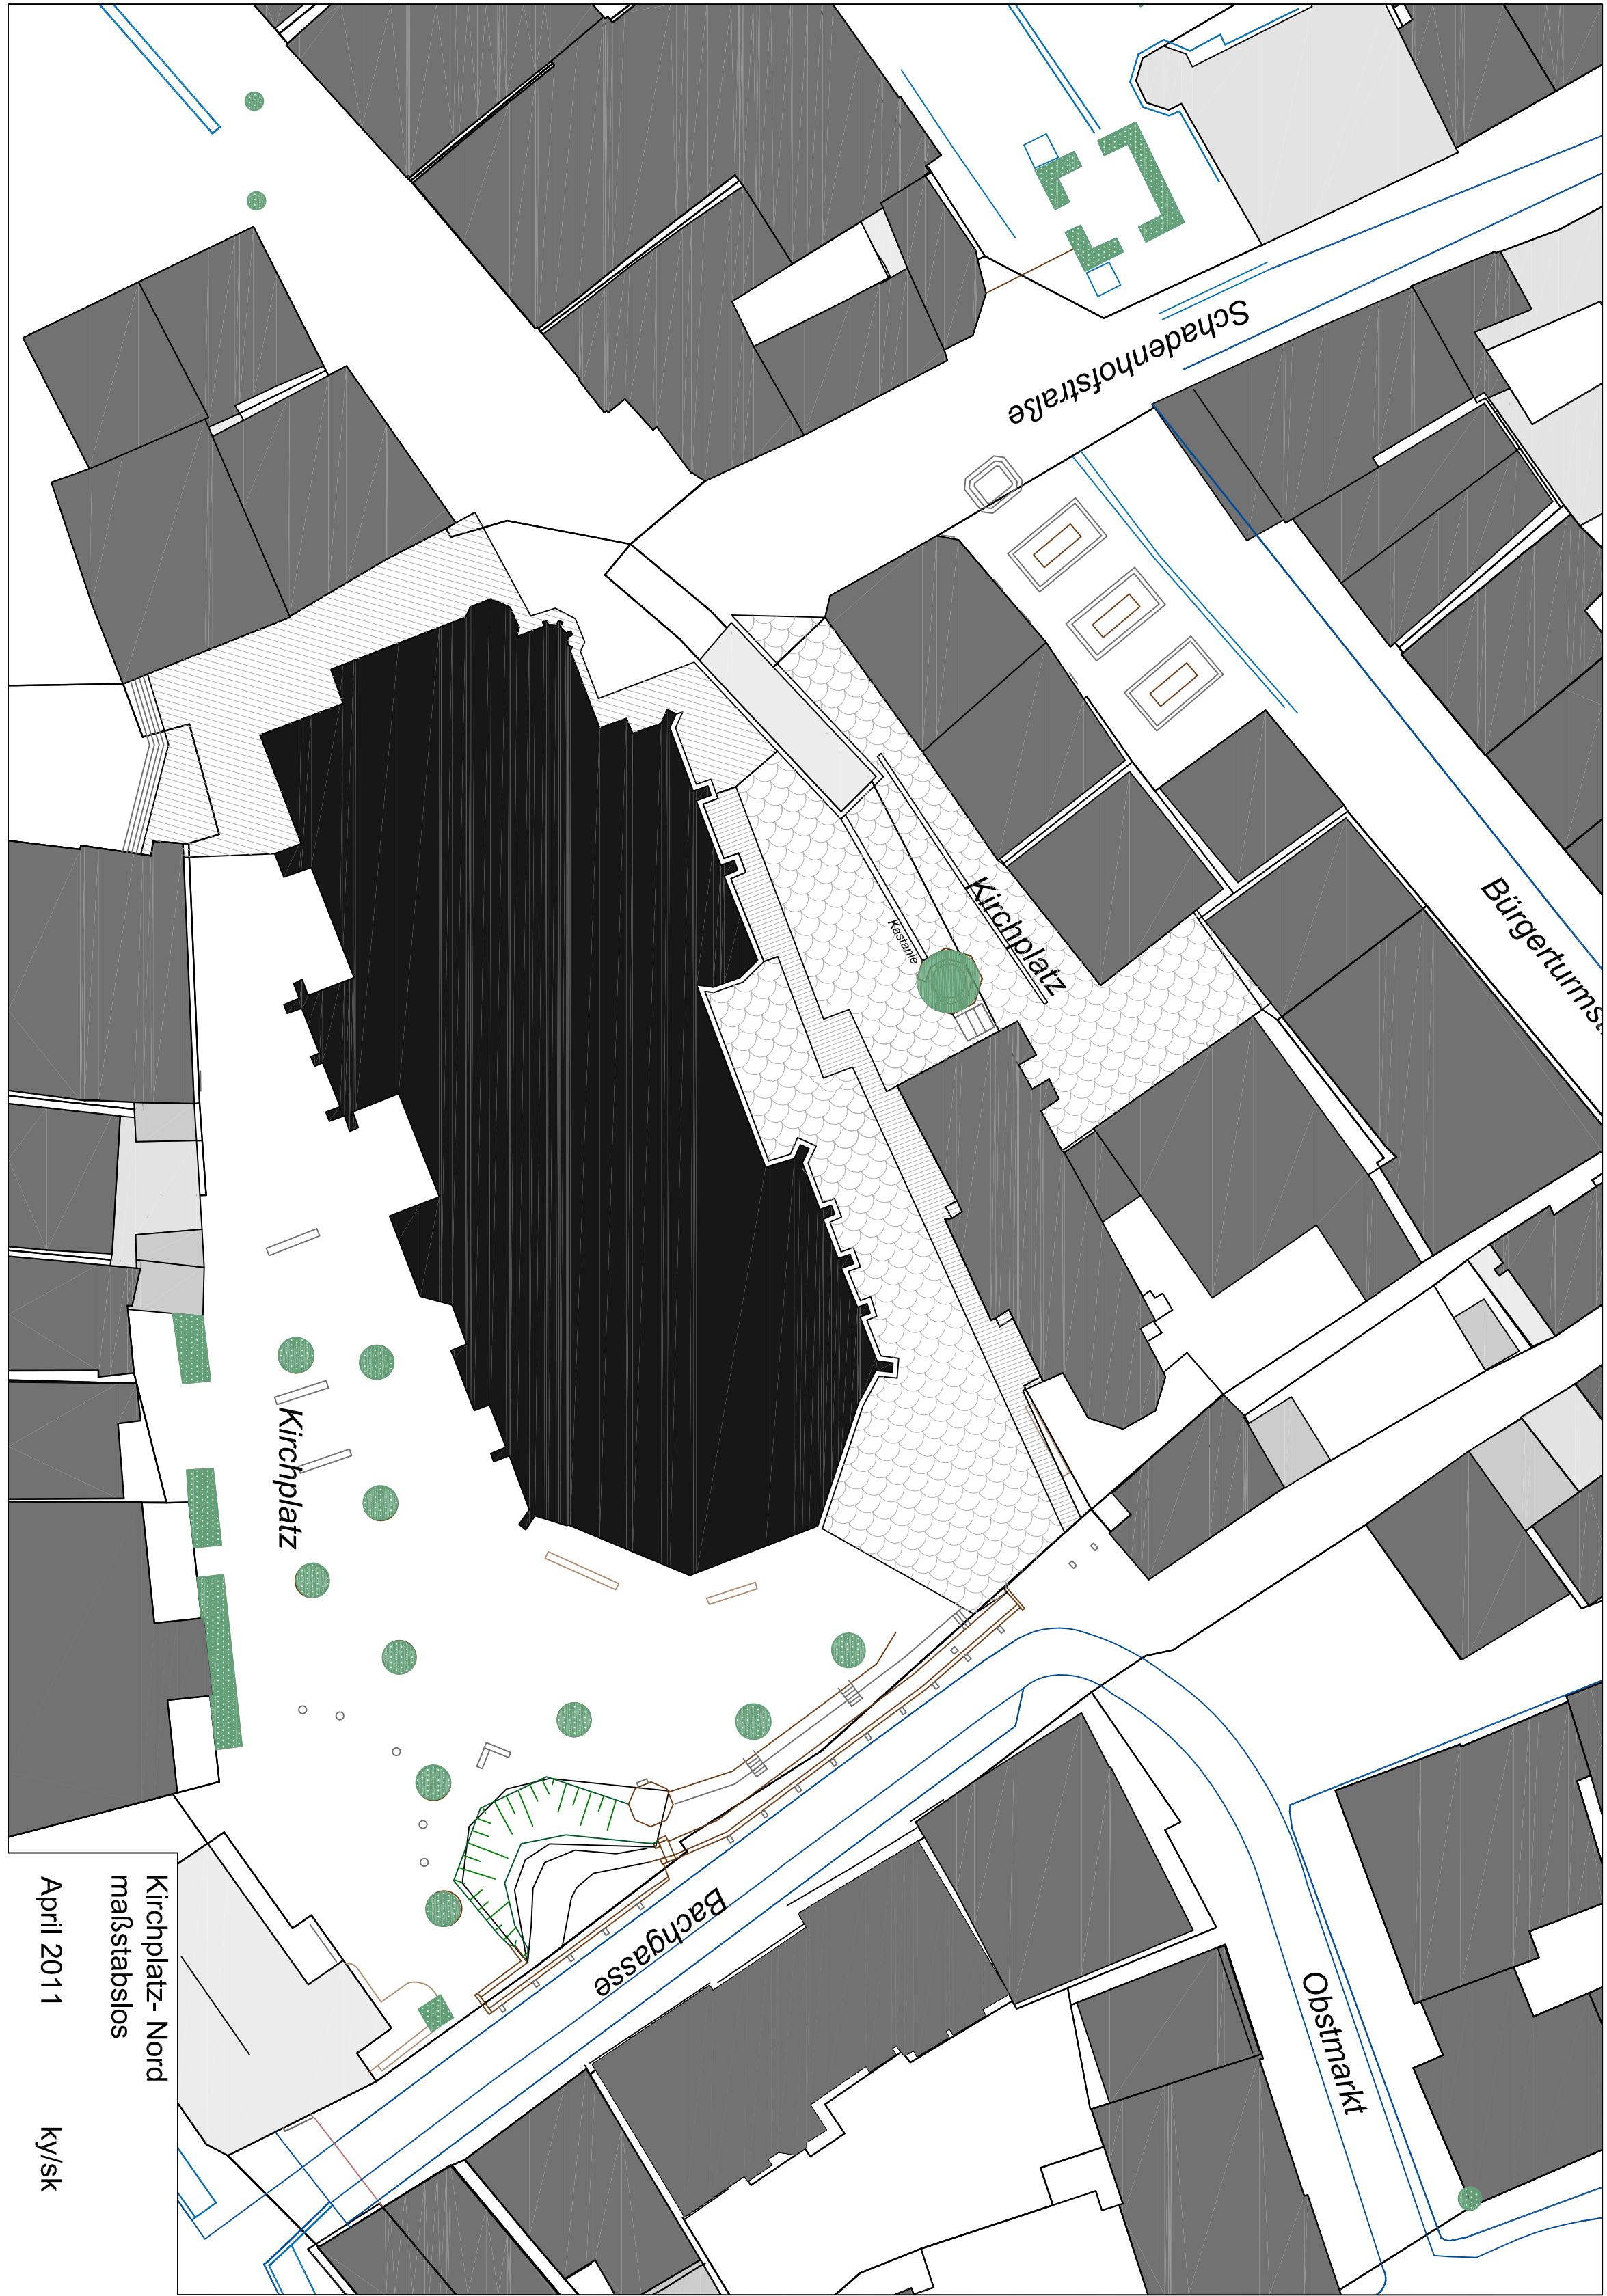 Schadenhofstraße
Kirchplatz
Kastanie
Bürgerturmst
Kirchplatz
Bachgasse
Obstmarkt
Kirchplatz- Nord
maßstabslos
April 2011 ky/sk